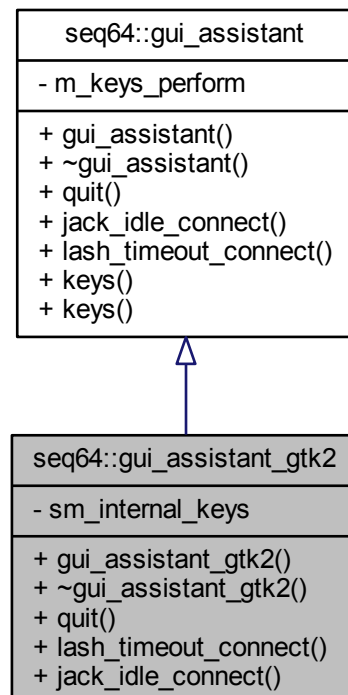 seq64::gui_assistant
- m_keys_perform
+ gui_assistant()
+ ~gui_assistant()
+ quit()
+ jack_idle_connect()
+ lash_timeout_connect()
+ keys()
+ keys()
seq64::gui_assistant_gtk2
- sm_internal_keys
+ gui_assistant_gtk2()
+ ~gui_assistant_gtk2()
+ quit()
+ lash_timeout_connect()
+ jack_idle_connect()